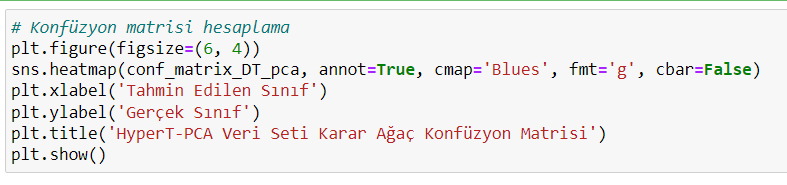 # Konfüzyon matrisi hesaplama
plt.figure(figsize=(6, 4))
sns.heatmap(conf_matrix_DT_pca, annot=True, cmap='Blues', fmt='g', cbar=False)
plt.xlabel('Tahmin Edilen Sınıf')
plt.ylabel('Gerçek Sınıf')
plt.title('HyperT-PCA Veri Seti Karar Ağaç Konfüzyon Matrisi')
plt.show()